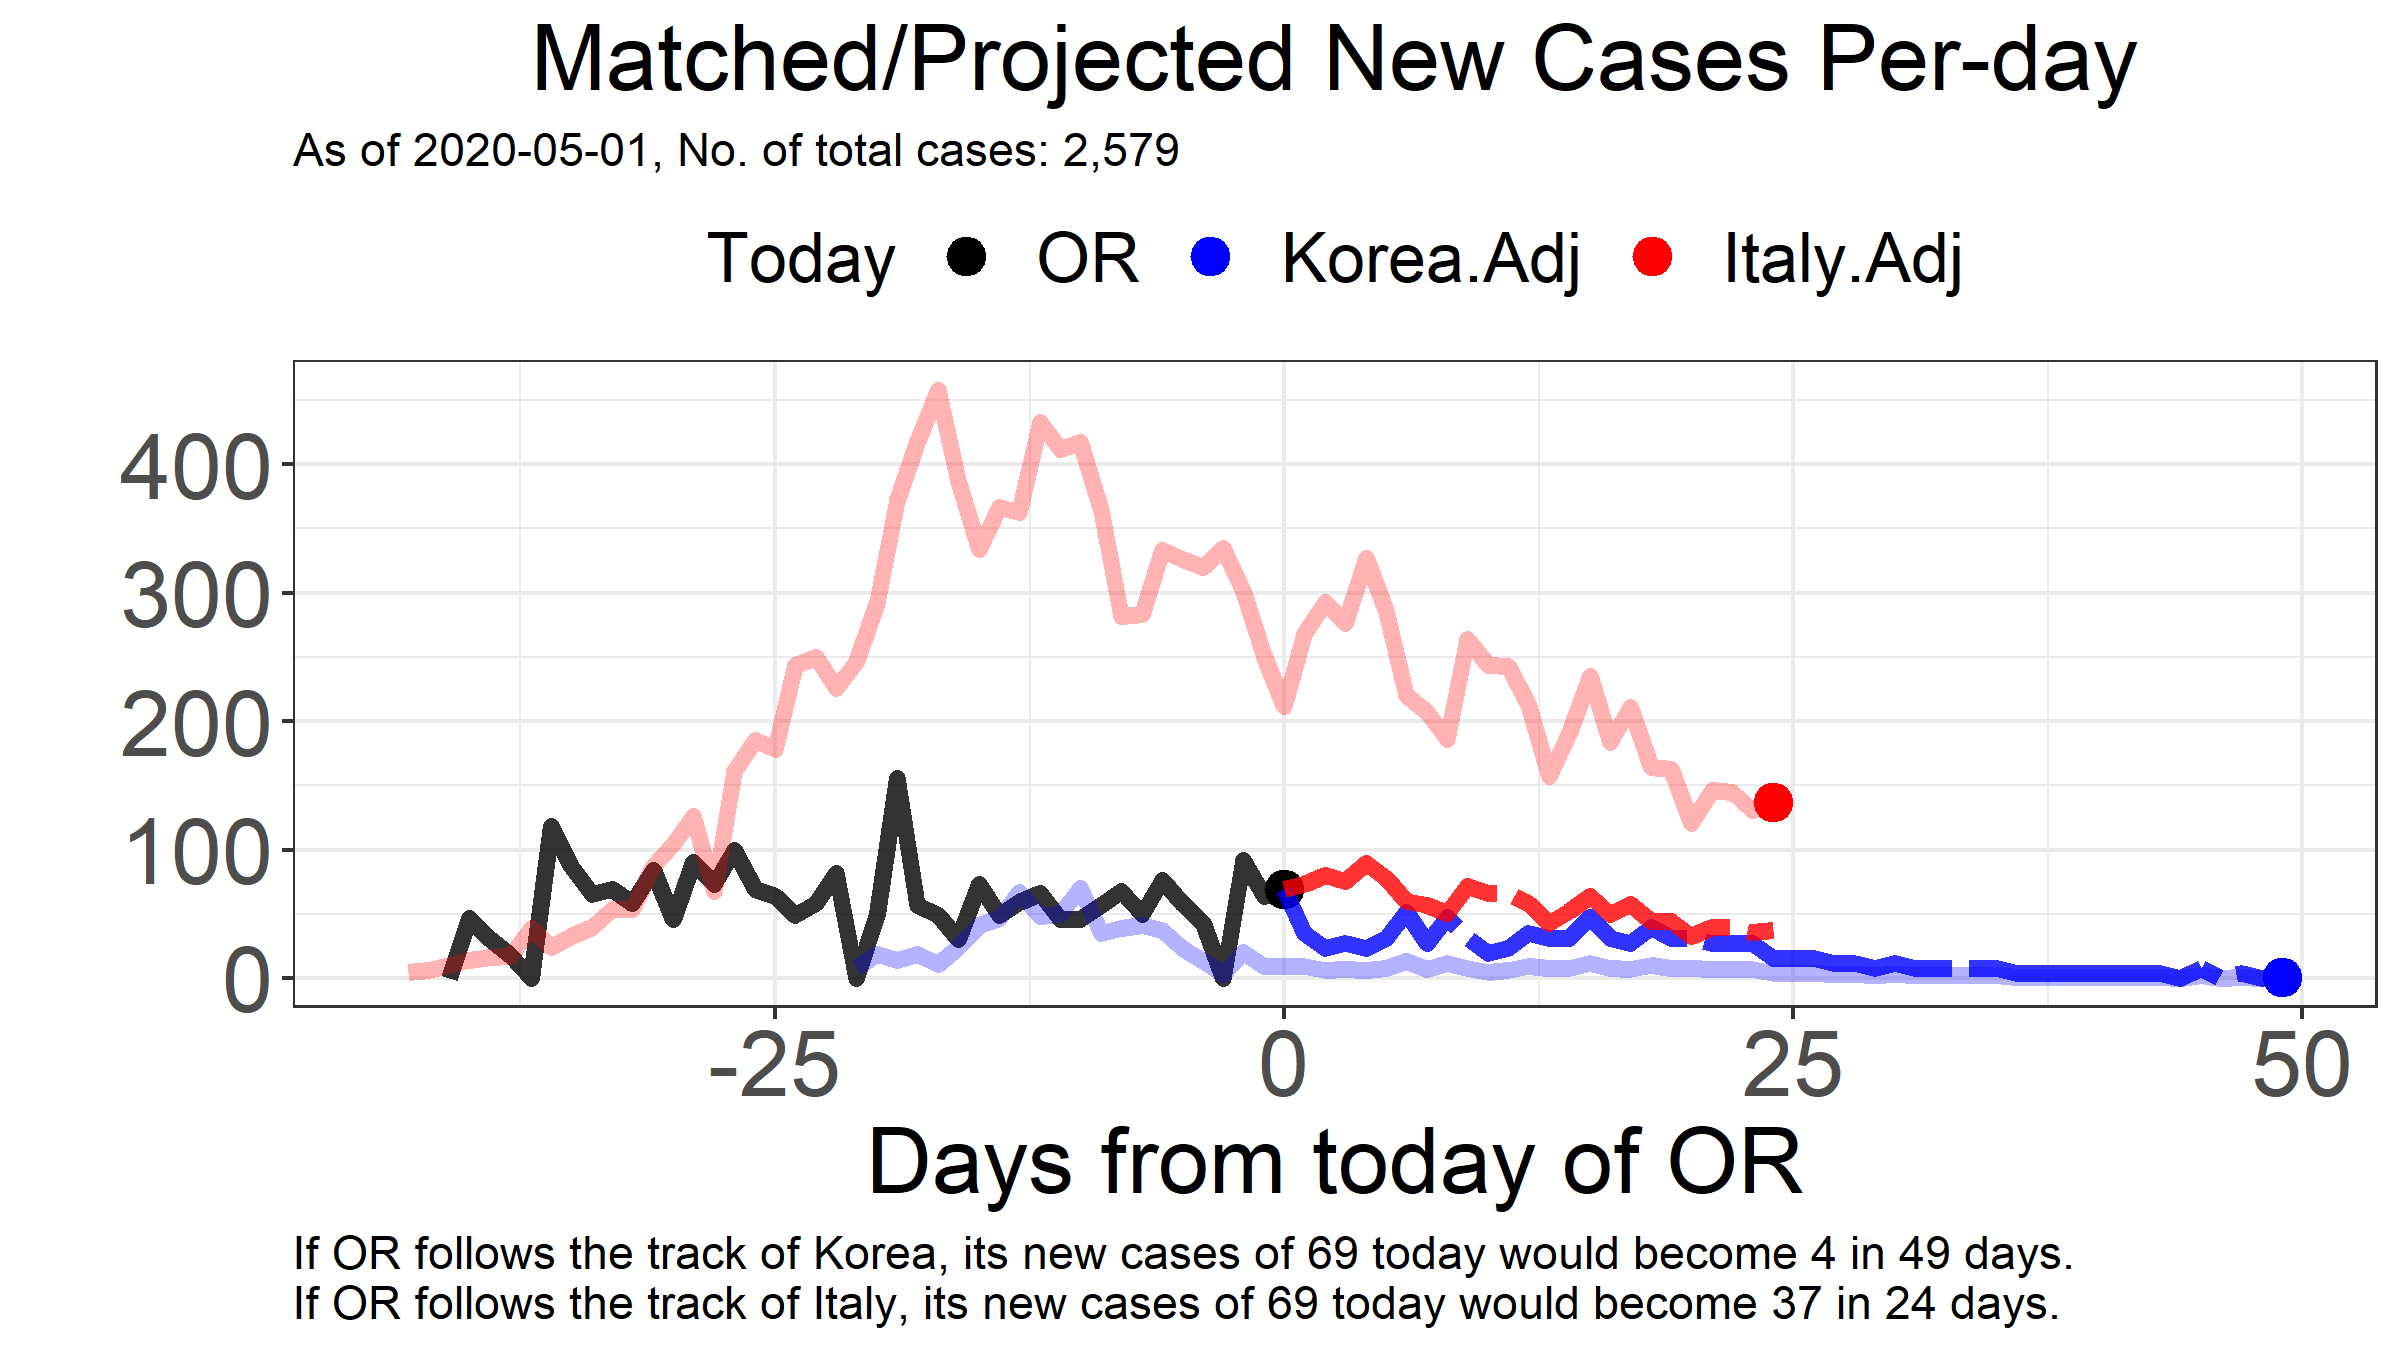 Matched/Projected New Cases Per-day
As of 2020-05-01, No. of total cases: 2,579
Today OR Korea.Adj Italy.Adj
400
300
200
100
0
-25 0 25 50
Days from today of OR
If OR follows the track of Korea, its new cases of 69 today would become 4 in 49 days.
If OR follows the track of Italy, its new cases of 69 today would become 37 in 24 days.